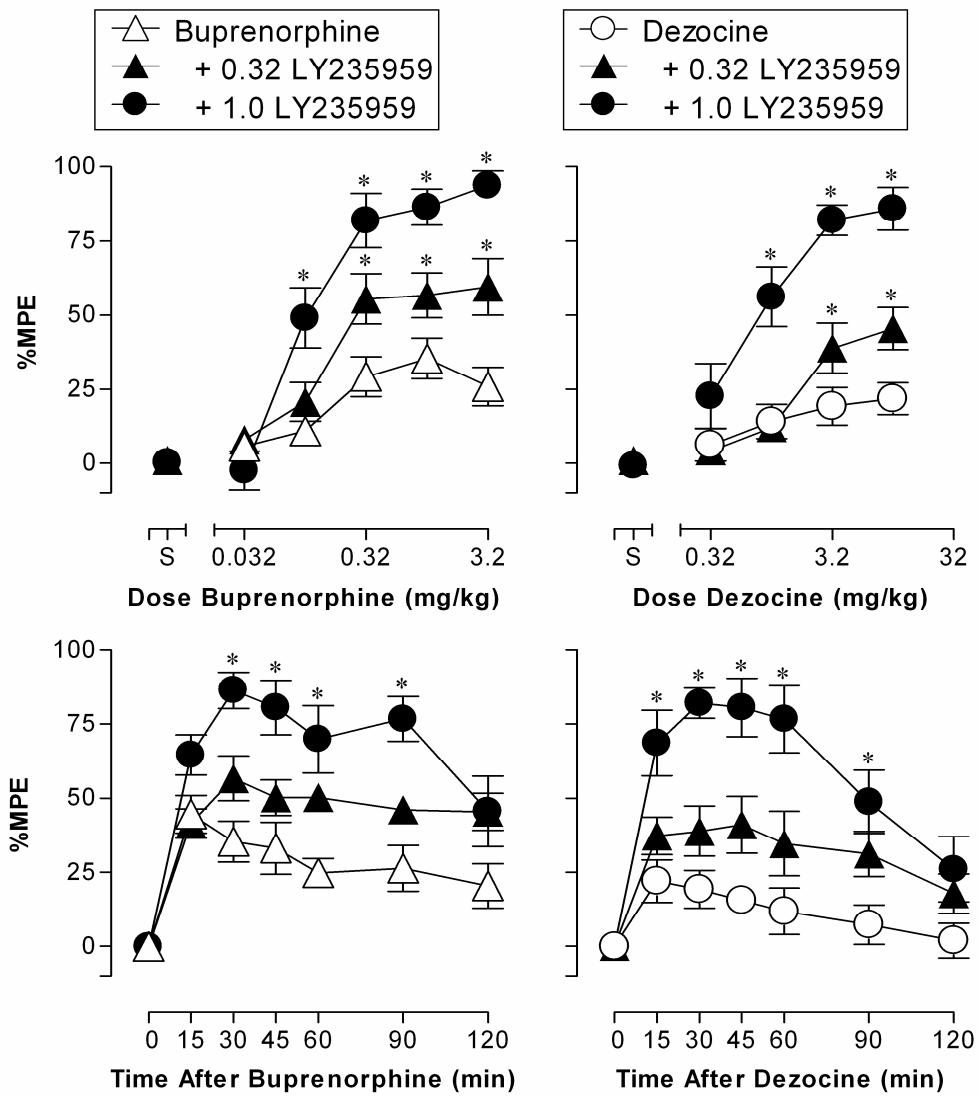 Buprenorphine
+ 0.32 LY235959
+ 1.0 LY235959
Dezocine
+ 0.32 LY235959
+ 1.0 LY235959
100
75
50
25
0
%MPE
* * * *
* * *
* * *
* *
S 0.032 0.32 3.2
Dose Buprenorphine (mg/kg)
S 0.32 3.2 32
Dose Dezocine (mg/kg)
100
75
50
25
0
%MPE
* * * *
* * * * *
0 15 30 45 60 90 120
Time After Buprenorphine (min)
0 15 30 45 60 90 120
Time After Dezocine (min)